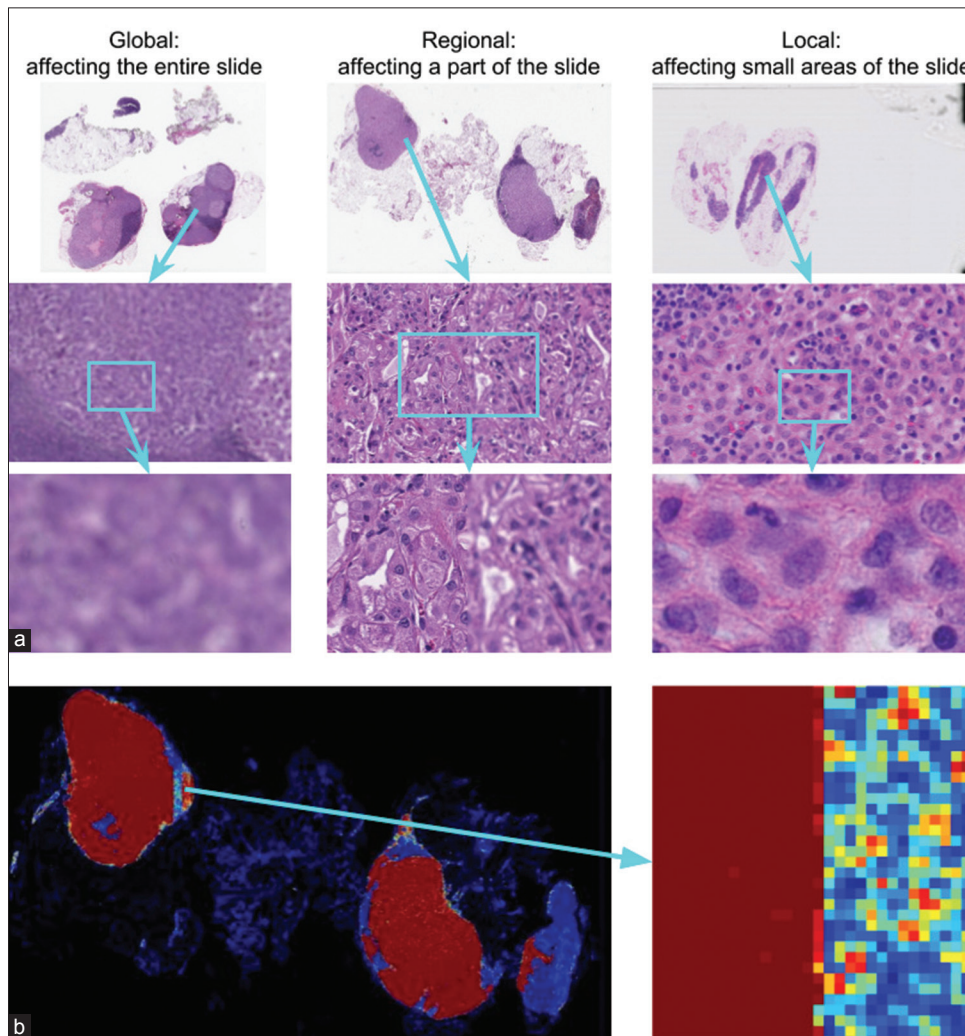 Global:
affecting the entire slide
Regional:
affecting a part of the slide
Local:
affecting small areas of the slide
a
b